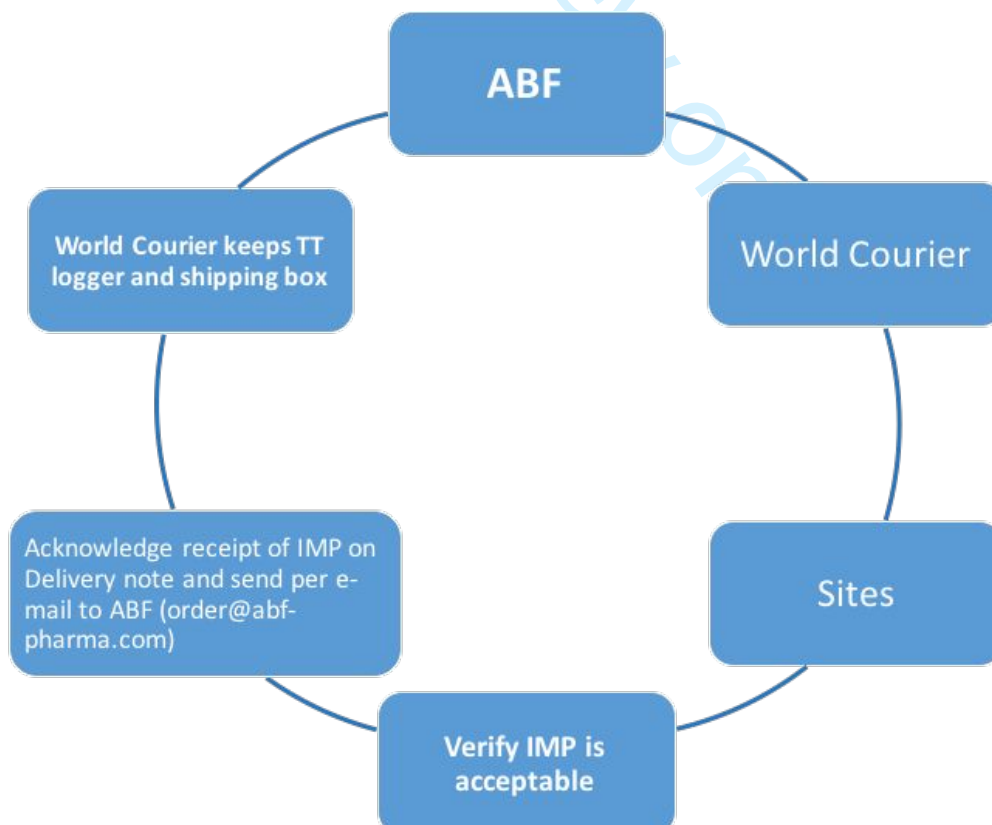 ABF
World Courier
Sites
Verify IMP is
acceptable
Acknowledge receipt of IMP on
Delivery note and send per e-
mail to ABF (order@abf-
pharma.com)
World Courier keeps TT
logger and shipping box